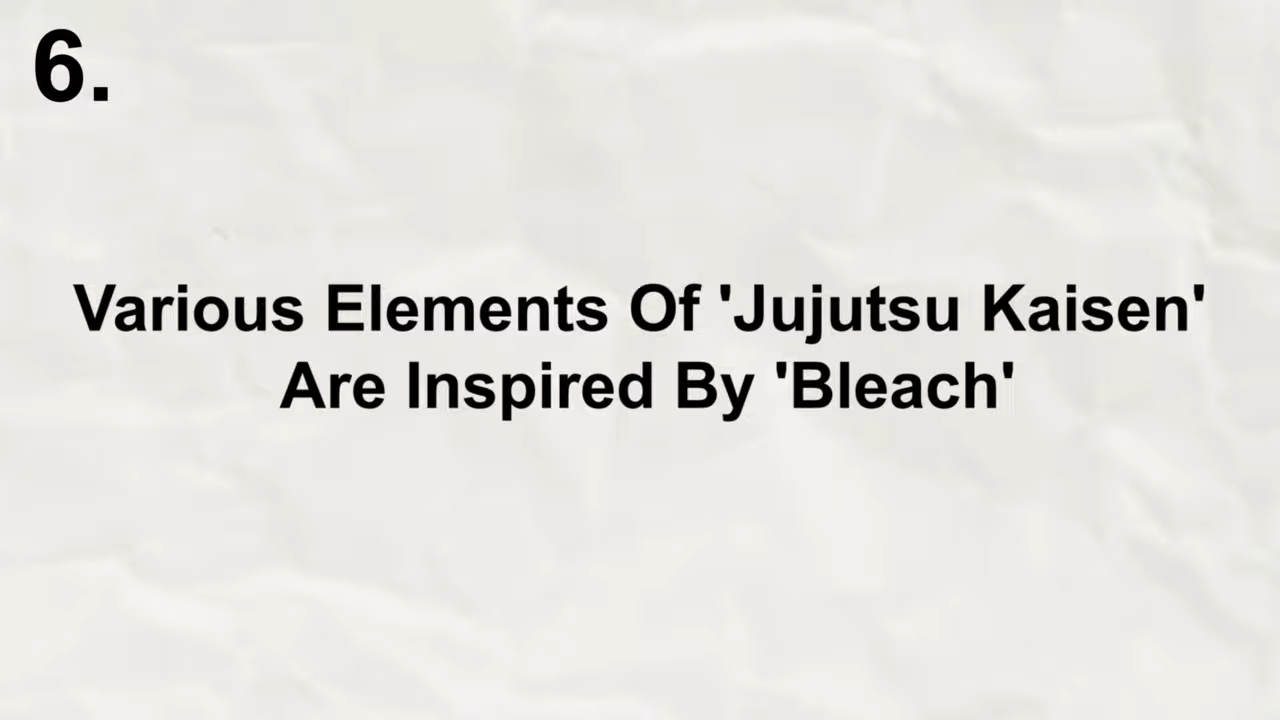 6.
Various Elements Of 'Jujutsu Kaisen'
Are Inspired By 'Bleach'